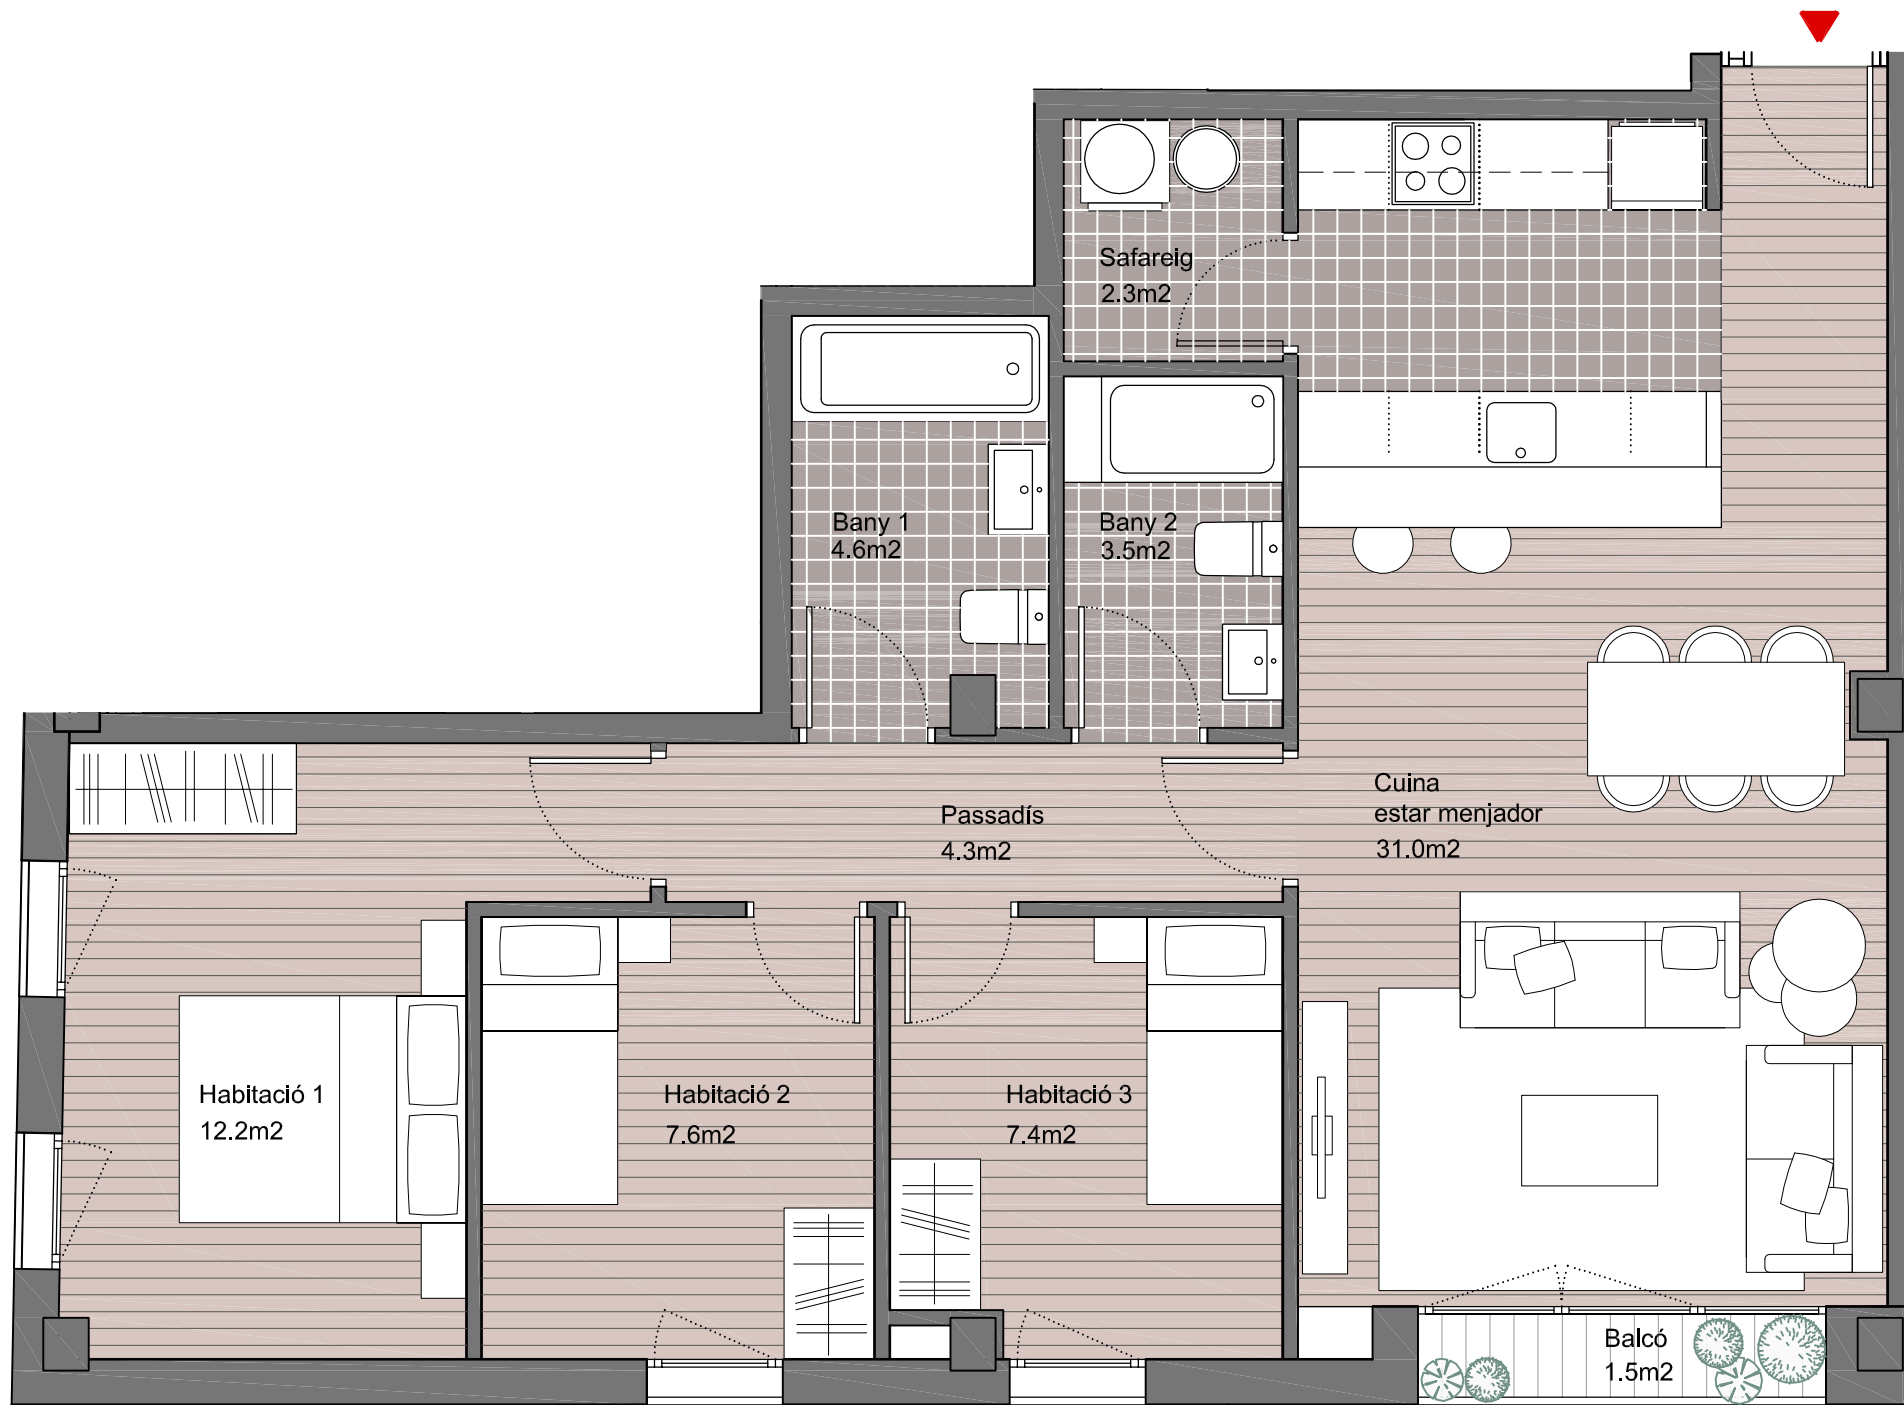 Safareig
2.3m2
Bany 1
4.6m2
Bany 2
3.5m2
Cuina
estar menjador
31.0m2
Passadís
4.3m2
Habitació 1
12.2m2
Habitació 2
7.6m2
Habitació 3
7.4m2
Balcó
1.5m2